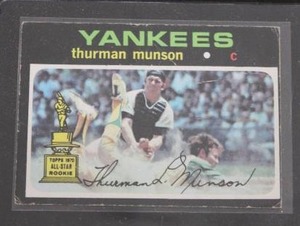 YANKEES
thurman munson c
TOPPS 1970
ALL-STAR
ROOKIE
Thurman L. Munson